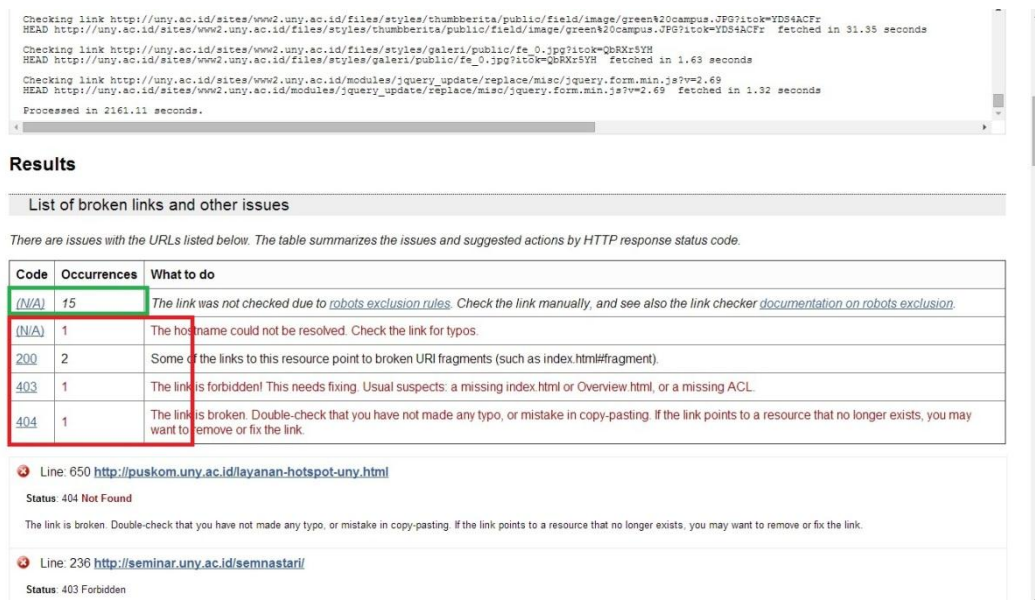 Checking link http://uny.ac.id/sites/www2.uny.ac.id/files/styles/thumbberita/public/field/image/green%20campus.JPG?itok=YDS4ACFr
HEAD http://uny.ac.id/sites/www2.uny.ac.id/files/styles/thumbberita/public/field/image/green%20campus.JPG?itok=YDS4ACFr fetched in 31.35 seconds
Checking link http://uny.ac.id/sites/www2.uny.ac.id/files/styles/galeri/public/fe_0.jpg?itok=QbRXr5YH
HEAD http://uny.ac.id/sites/www2.uny.ac.id/files/styles/galeri/public/fe_0.jpg?itok=QbRXr5YH fetched in 1.63 seconds
Checking link http://uny.ac.id/sites/www2.uny.ac.id/modules/jquery_update/replace/misc/jquery.form.min.js?v=2.69
HEAD http://uny.ac.id/sites/www2.uny.ac.id/modules/jquery_update/replace/misc/jquery.form.min.js?v=2.69 fetched in 1.32 seconds
Processed in 2161.11 seconds.
Results
List of broken links and other issues
There are issues with the URLs listed below. The table summarizes the issues and suggested actions by HTTP response status code.
Code Occurrences What to do
(N/A) 15 The link was not checked due to robots exclusion rules. Check the link manually, and see also the link checker documentation on robots exclusion.
(N/A) 1 The hostname could not be resolved. Check the link for typos.
200 2 Some of the links to this resource point to broken URI fragments (such as index.html#fragment).
403 1 The link is forbidden! This needs fixing. Usual suspects: a missing index.html or Overview.html, or a missing ACL.
404 1 The link is broken. Double-check that you have not made any typo, or mistake in copy-pasting. If the link points to a resource that no longer exists, you may
want to remove or fix the link.
Line: 650 http://puskom.uny.ac.id/layanan-hotspot-uny.html
Status: 404 Not Found
The link is broken. Double-check that you have not made any typo, or mistake in copy-pasting. If the link points to a resource that no longer exists, you may want to remove or fix the link.
Line: 236 http://seminar.uny.ac.id/semnastari/
Status: 403 Forbidden